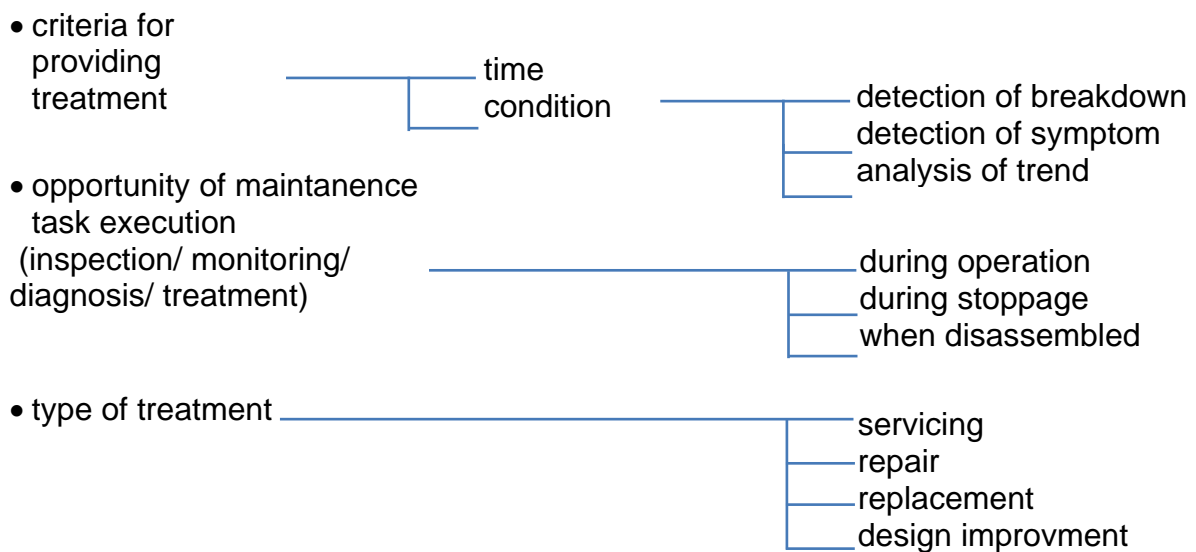 • criteria for
providing
treatment
time
condition
detection of breakdown
detection of symptom
analysis of trend
• opportunity of maintanence
task execution
(inspection/ monitoring/
diagnosis/ treatment)
during operation
during stoppage
when disassembled
• type of treatment
servicing
repair
replacement
design improvment